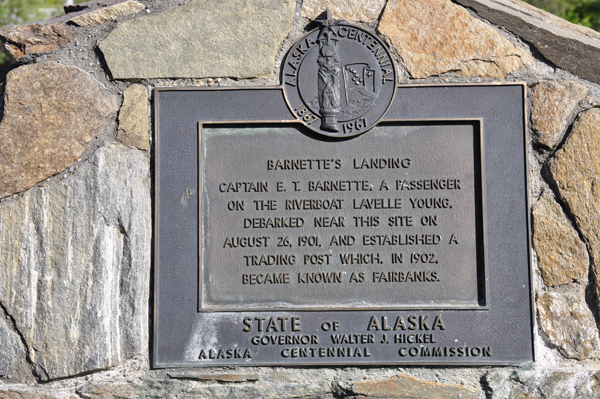 ALASKA CENTENNIAL
1867 1967
BARNETTE'S LANDING
CAPTAIN E. T. BARNETTE, A PASSENGER
ON THE RIVERBOAT LAVELLE YOUNG,
DEBARKED NEAR THIS SITE ON
AUGUST 26, 1901, AND ESTABLISHED A
TRADING POST WHICH, IN 1902,
BECAME KNOWN AS FAIRBANKS.
STATE OF ALASKA
GOVERNOR WALTER J. HICKEL
ALASKA CENTENNIAL COMMISSION